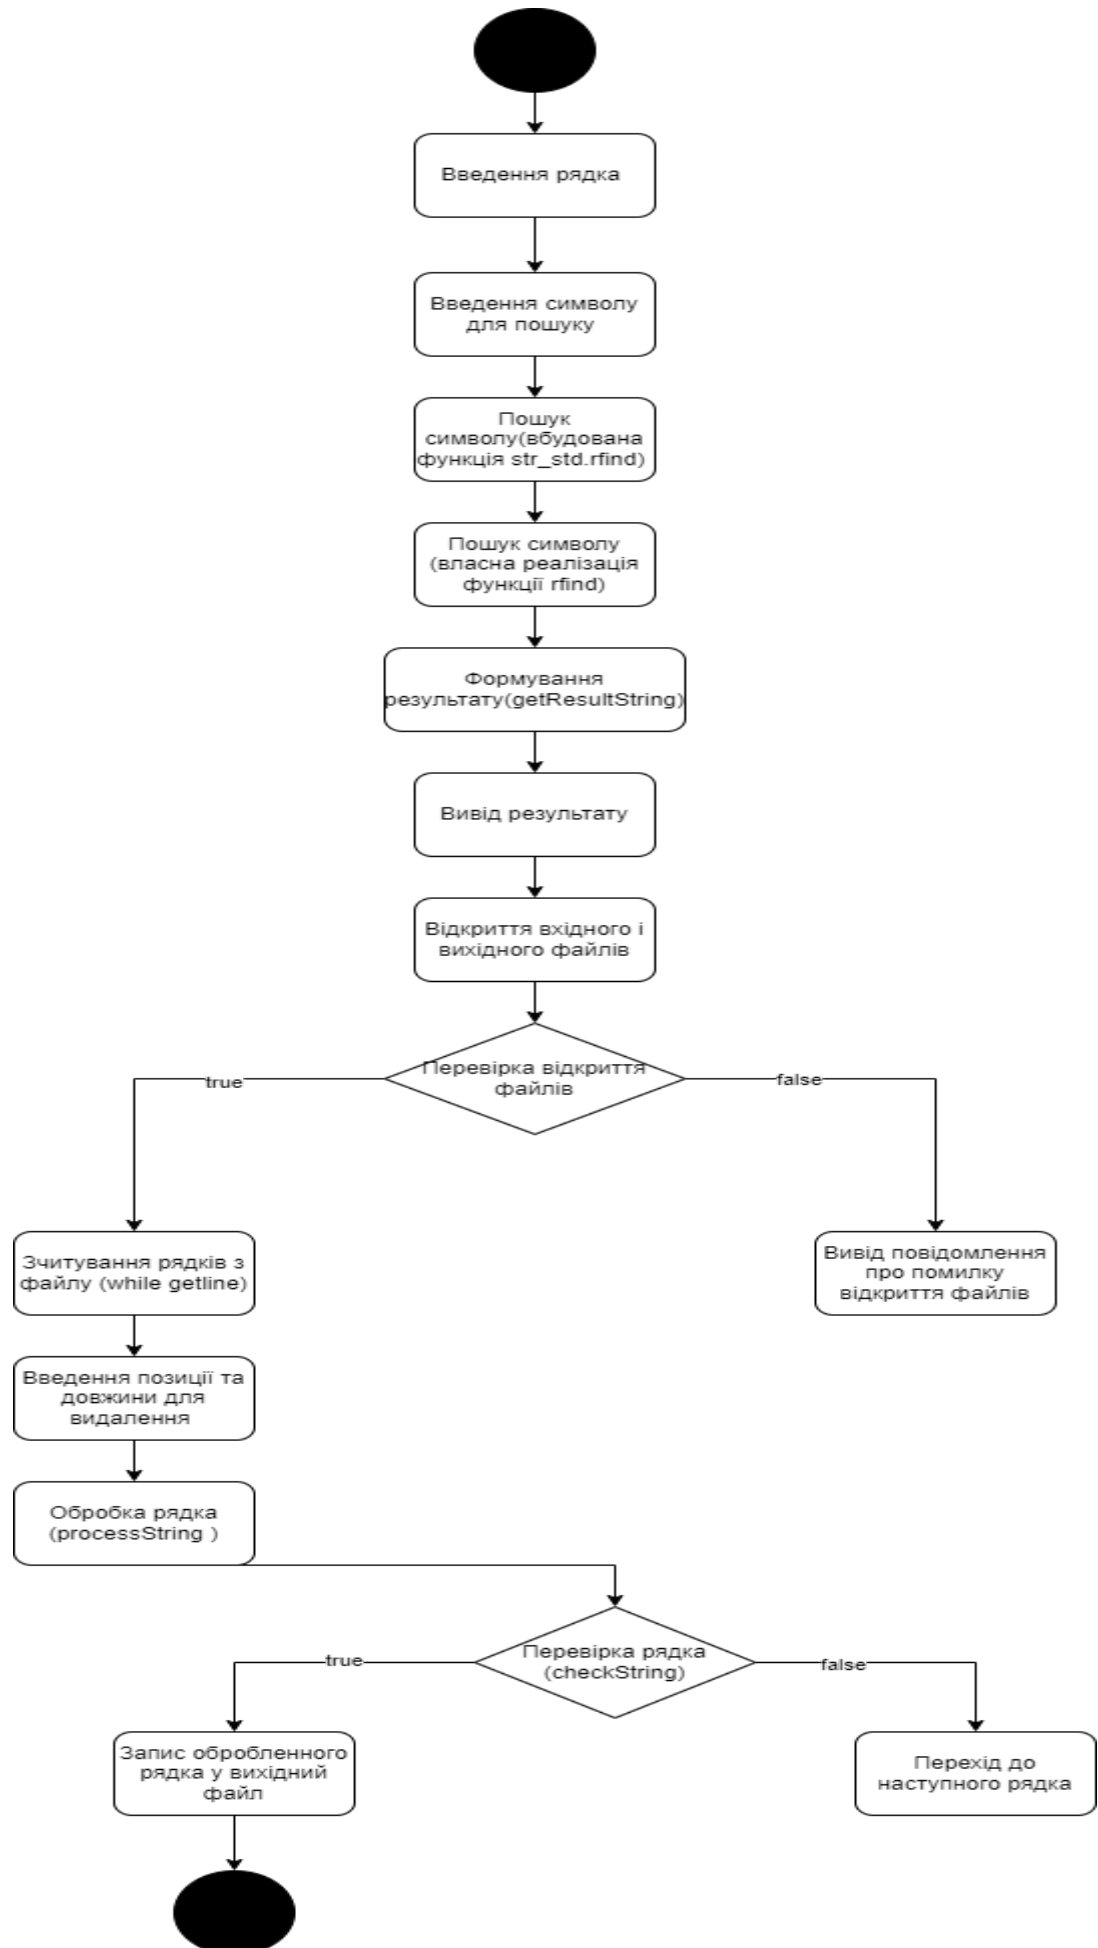 Введення рядка
Введення символу
для пошуку
Пошук
символу(вбудована
функція str_std.rfind)
Пошук символу
(власна реалізація
функції rfind)
Формування
результату(getResultString)
Вивід результату
Відкриття вхідного і
вихідного файлів
Перевірка відкриття
файлів
true
false
Зчитування рядків з
файлу (while getline)
Вивід повідомлення
про помилку
відкриття файлів
Введення позиції та
довжини для
видалення
Обробка рядка
(processString )
Перевірка рядка
(checkString)
true
false
Запис обробленного
рядка у вихідний
файл
Перехід до
наступного рядка